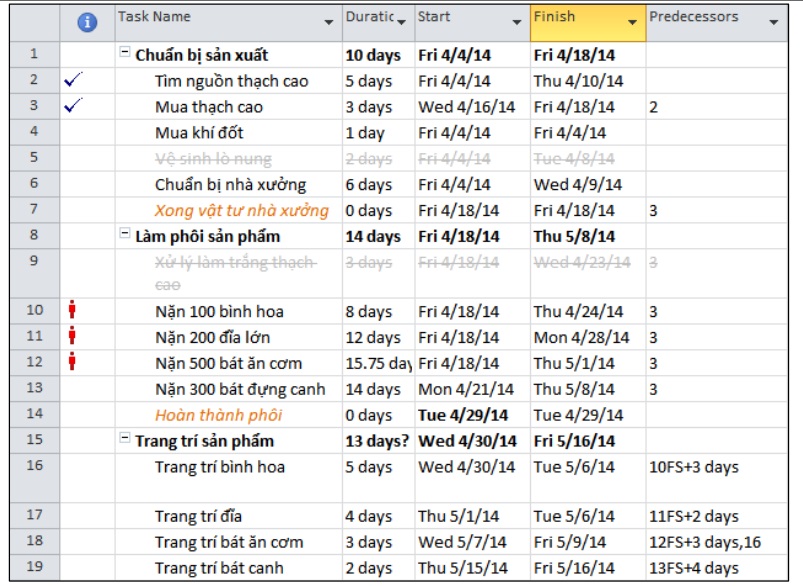 Task Name Duratic Start Finish Predecessors
1 Chuẩn bị sản xuất 10 days Fri 4/4/14 Fri 4/18/14
2 Tìm nguồn thạch cao 5 days Fri 4/4/14 Thu 4/10/14
3 Mua thạch cao 3 days Wed 4/16/14 Fri 4/18/14 2
4 Mua khí đốt 1 day Fri 4/4/14 Fri 4/4/14
5 Vệ sinh lò nung 2 days Fri 4/4/14 Tue 4/8/14
6 Chuẩn bị nhà xưởng 6 days Fri 4/4/14 Wed 4/9/14
7 Xong vật tư nhà xưởng 0 days Fri 4/18/14 Fri 4/18/14 3
8 Làm phôi sản phẩm 14 days Fri 4/18/14 Thu 5/8/14
9 Xử lý làm trắng thạch 3 days Fri 4/18/14 Wed 4/23/14 3
cao
10 Nặn 100 bình hoa 8 days Fri 4/18/14 Thu 4/24/14 3
11 Nặn 200 đĩa lớn 12 days Fri 4/18/14 Mon 4/28/14 3
12 Nặn 500 bát ăn cơm 15.75 day Fri 4/18/14 Thu 5/1/14 3
13 Nặn 300 bát đựng canh 14 days Mon 4/21/14 Thu 5/8/14 3
14 Hoàn thành phôi 0 days Tue 4/29/14 Tue 4/29/14
15 Trang trí sản phẩm 13 days? Wed 4/30/14 Fri 5/16/14
16 Trang trí bình hoa 5 days Wed 4/30/14 Tue 5/6/14 10FS+3 days
17 Trang trí đĩa 4 days Thu 5/1/14 Tue 5/6/14 11FS+2 days
18 Trang trí bát ăn cơm 3 days Wed 5/7/14 Fri 5/9/14 12FS+3 days,16
19 Trang trí bát canh 2 days Thu 5/15/14 Fri 5/16/14 13FS+4 days